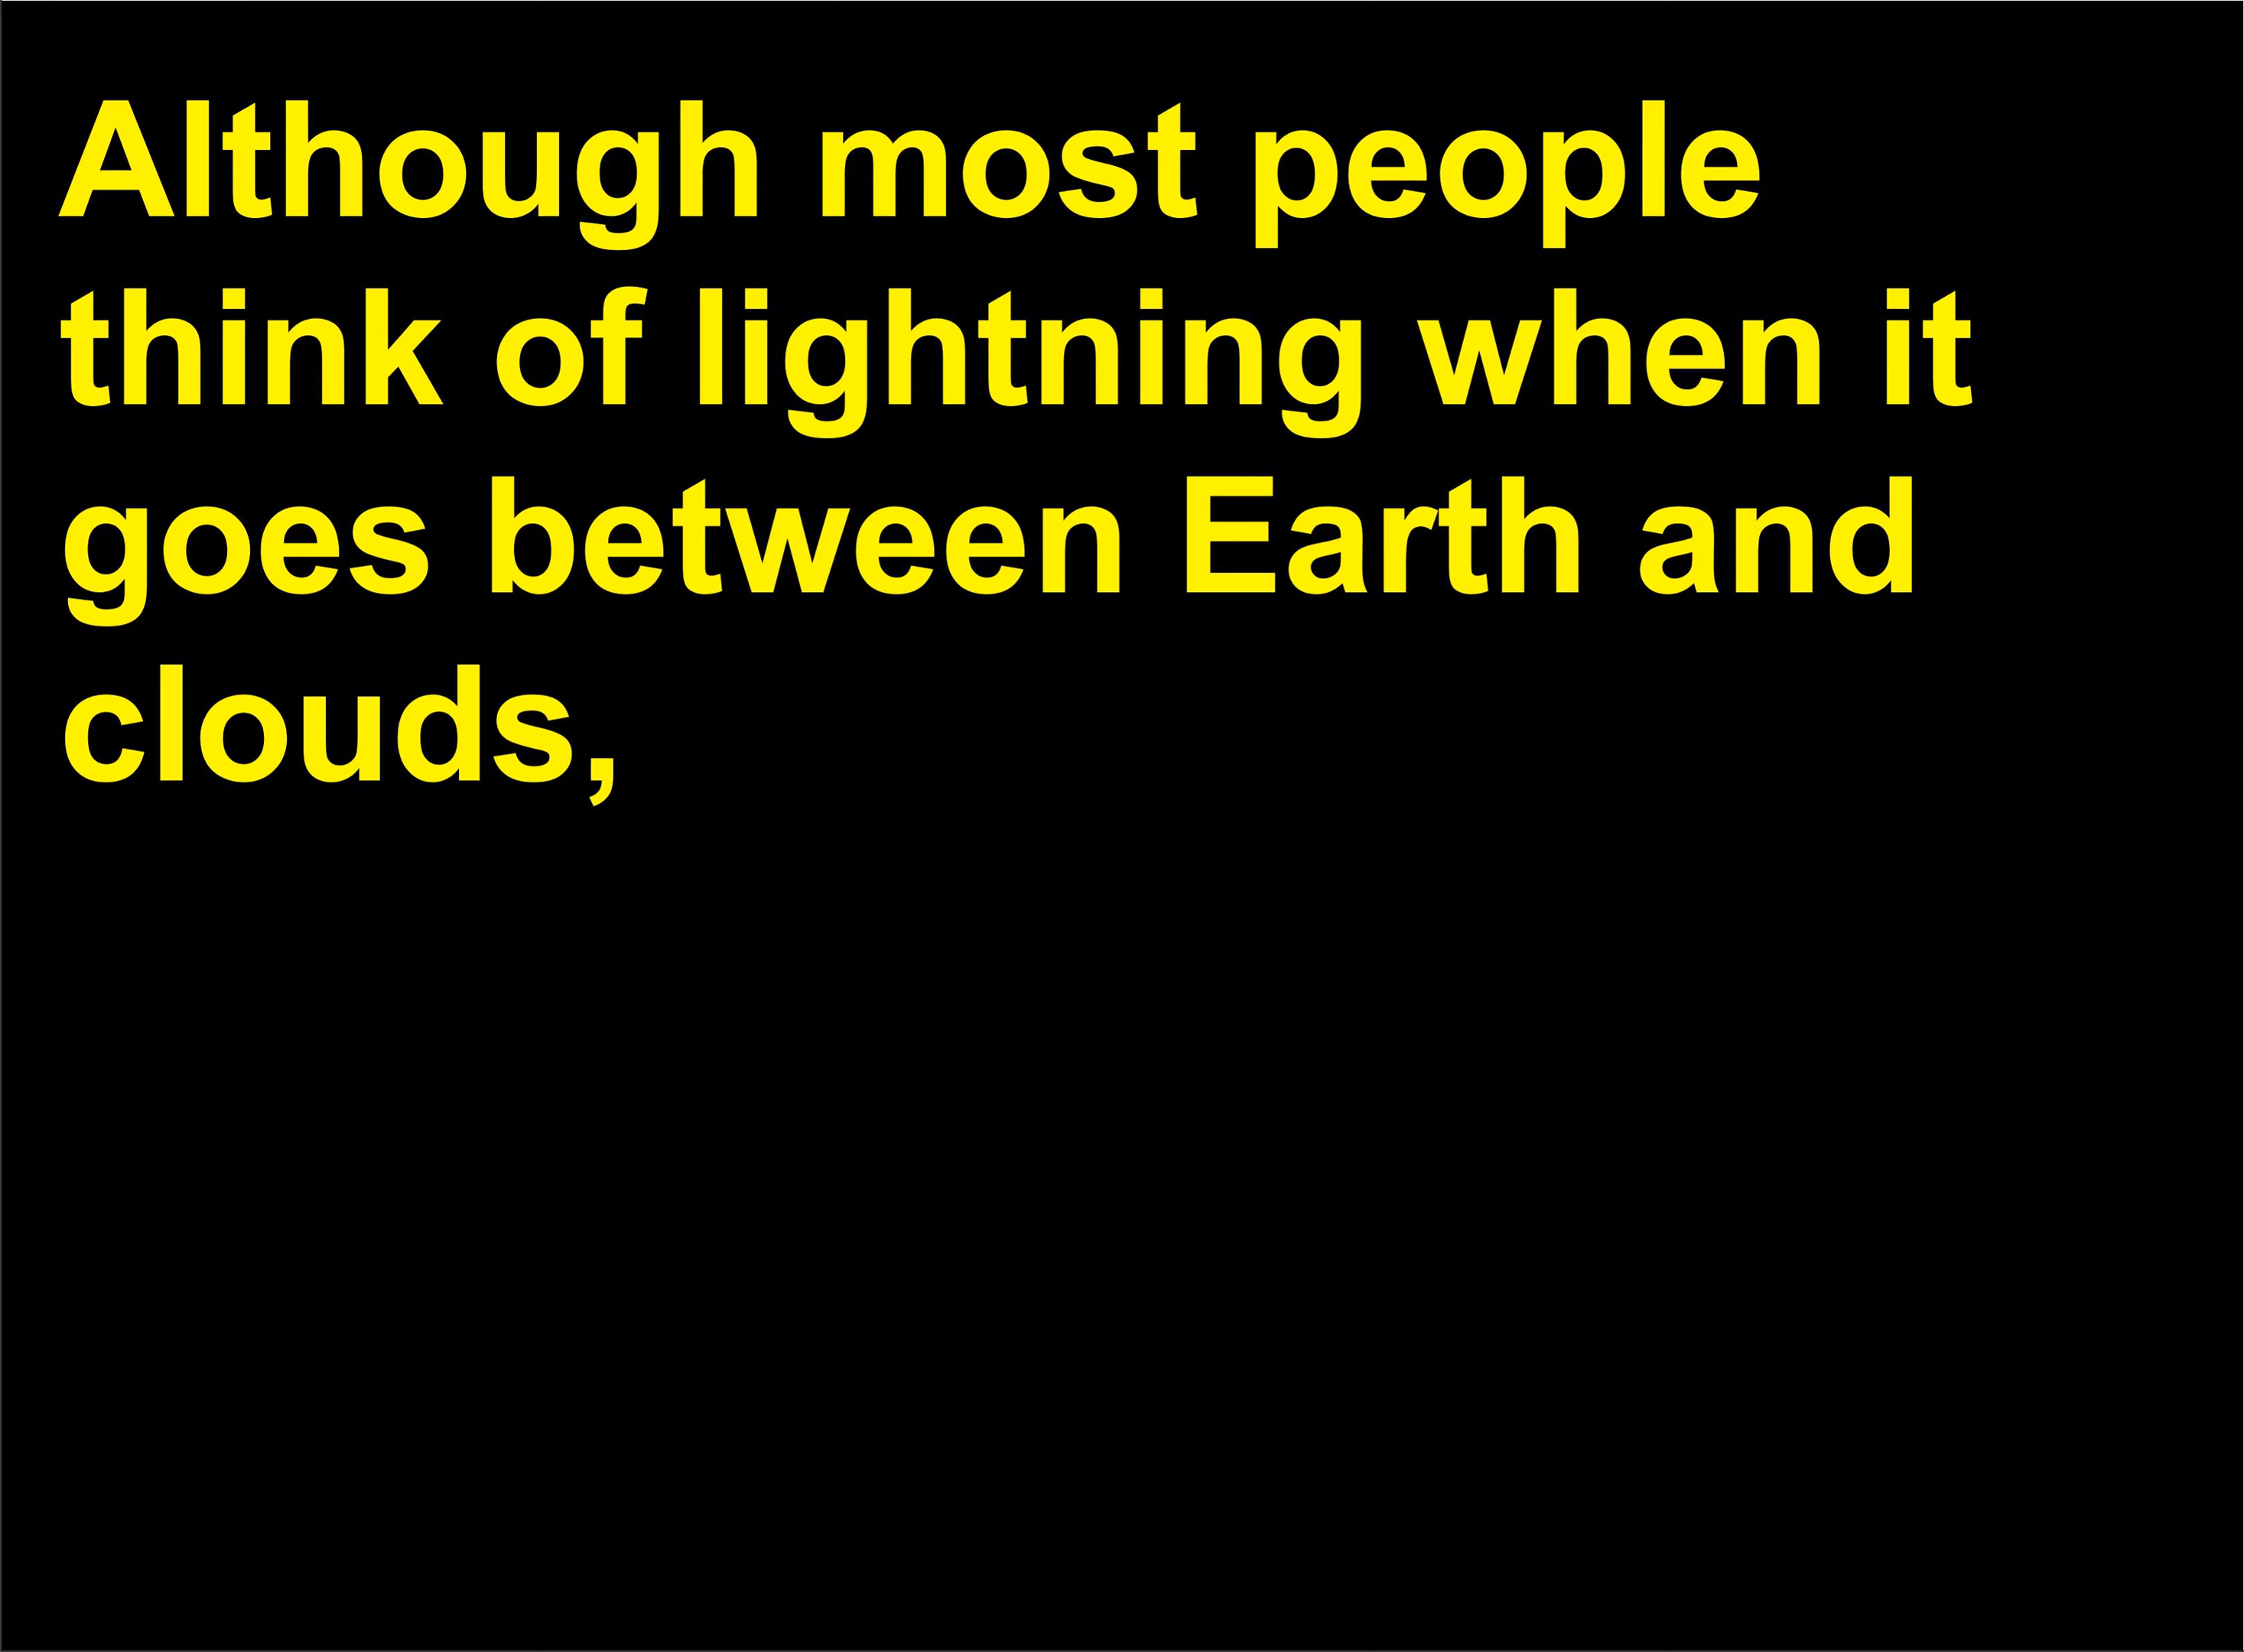 Although most people
think of lightning when it
goes between Earth and
clouds,